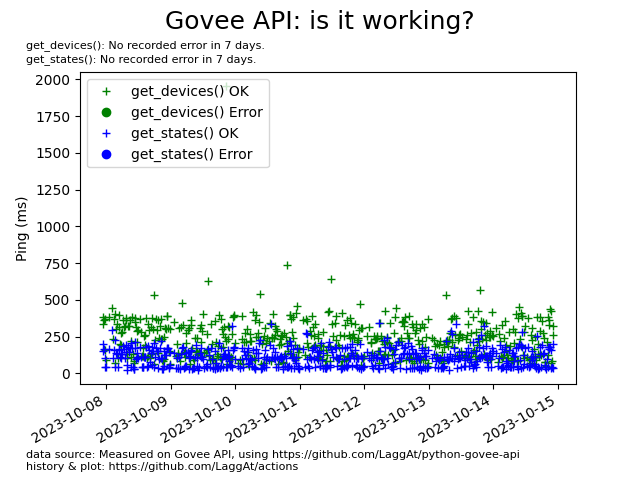 Govee API: is it working?
get_devices(): No recorded error in 7 days.
get_states(): No recorded error in 7 days.
get_devices() OK
get_devices() Error
get_states() OK
get_states() Error
Ping (ms)
2000
1750
1500
1250
1000
750
500
250
0
2023-10-08
2023-10-09
2023-10-10
2023-10-11
2023-10-12
2023-10-13
2023-10-14
2023-10-15
data source: Measured on Govee API, using https://github.com/LaggAt/python-govee-api
history & plot: https://github.com/LaggAt/actions